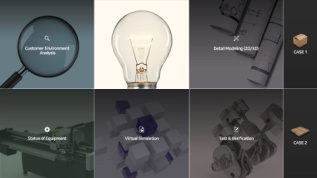 Customer Environment
Analysis
Detail Modeling (2D/3D)
CASE 1
Status of Equipment
Virtual Simulation
Test & Verification
CASE 2